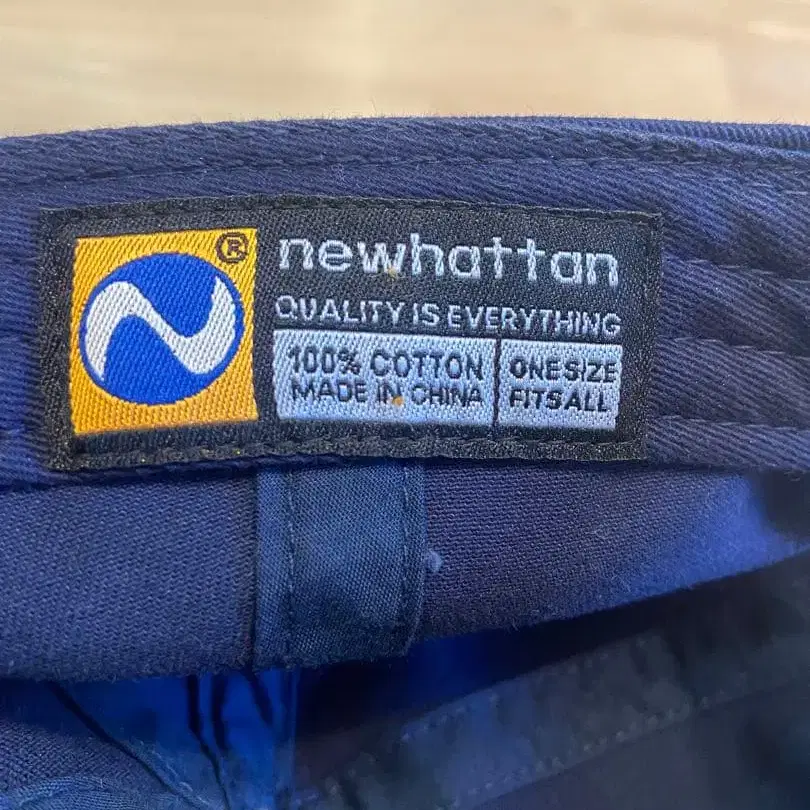 ®
newhattan
QUALITY IS EVERYTHING
100% COTTON
MADE IN CHINA
ONE SIZE
FITS ALL